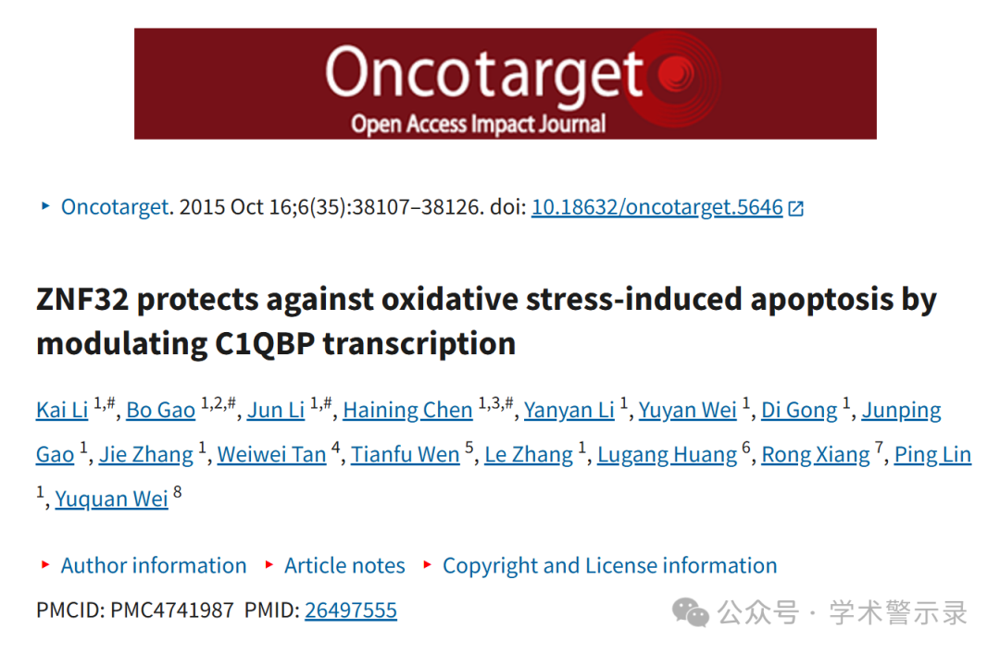 Oncotarget
Open Access Impact Journal
Oncotarget. 2015 Oct 16;6(35):38107–38126. doi: 10.18632/oncotarget.5646
ZNF32 protects against oxidative stress-induced apoptosis by
modulating C1QBP transcription
Kai Li 1,#, Bo Gao 1,2,#, Jun Li 1,#, Haining Chen 1,3,#, Yanyan Li 1, Yuyan Wei 1, Di Gong 1, Junping
Gao 1, Jie Zhang 1, Weiwei Tan 4, Tianfu Wen 5, Le Zhang 1, Lugang Huang 6, Rong Xiang 7, Ping Lin
1, Yuquan Wei 8
Author information Article notes Copyright and License information
PMCID: PMC4741987 PMID: 26497555
公众号 · 学术警示录